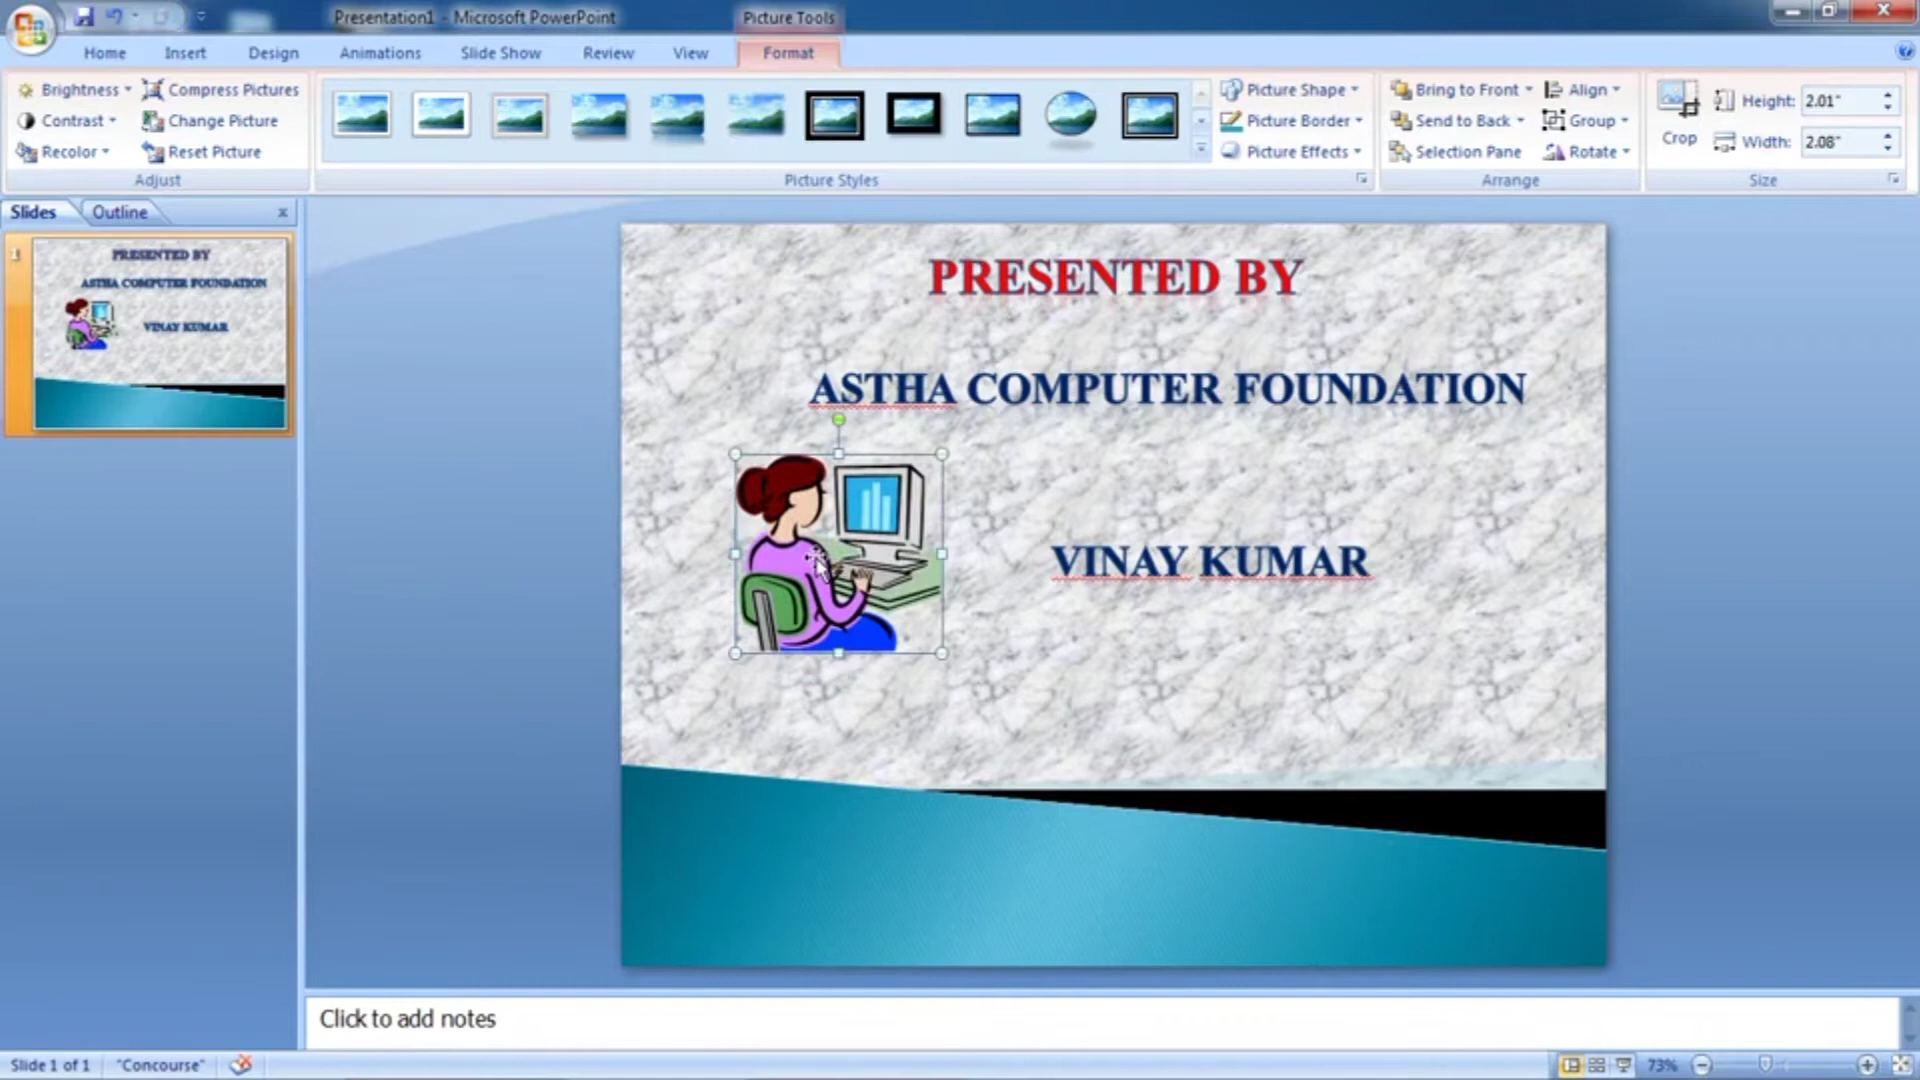 Presentation1 - Microsoft PowerPoint
Picture Tools
Home Insert Design Animations Slide Show Review View Format
Brightness Compress Pictures
Contrast Change Picture
Recolor Reset Picture
Adjust
Picture Shape
Picture Border
Picture Effects
Picture Styles
Bring to Front Align
Send to Back Group
Selection Pane Rotate
Arrange
Crop
Height: 2.01"
Width: 2.08"
Size
Slides Outline
1
PRESENTED BY
ASTHA COMPUTER FOUNDATION
VINAY KUMAR
PRESENTED BY
ASTHA COMPUTER FOUNDATION
VINAY KUMAR
Click to add notes
Slide 1 of 1 "Concourse" 73%